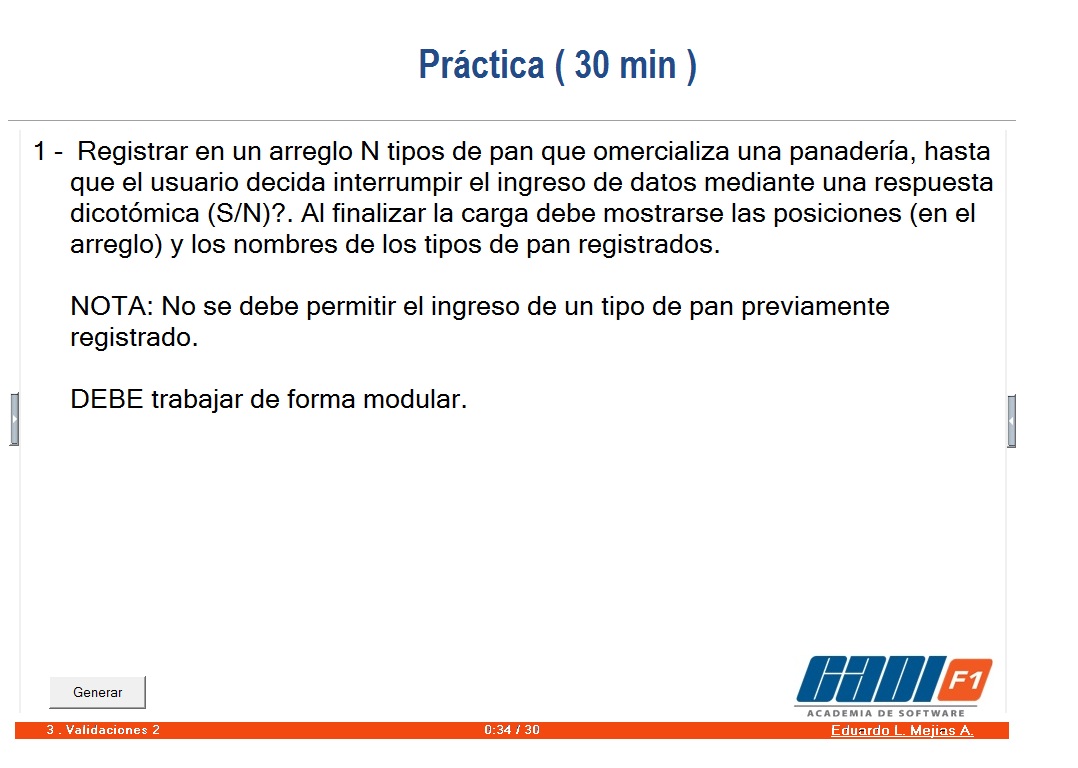 Práctica ( 30 min )
1 -  Registrar en un arreglo N tipos de pan que omercializa una panadería, hasta
que el usuario decida interrumpir el ingreso de datos mediante una respuesta
dicotómica (S/N)?. Al finalizar la carga debe mostrarse las posiciones (en el
arreglo) y los nombres de los tipos de pan registrados.
NOTA: No se debe permitir el ingreso de un tipo de pan previamente
registrado.
DEBE trabajar de forma modular.
Generar
CADI F1
ACADEMIA DE SOFTWARE
3 . Validaciones 2
0:34 / 30
Eduardo L. Mejías A.